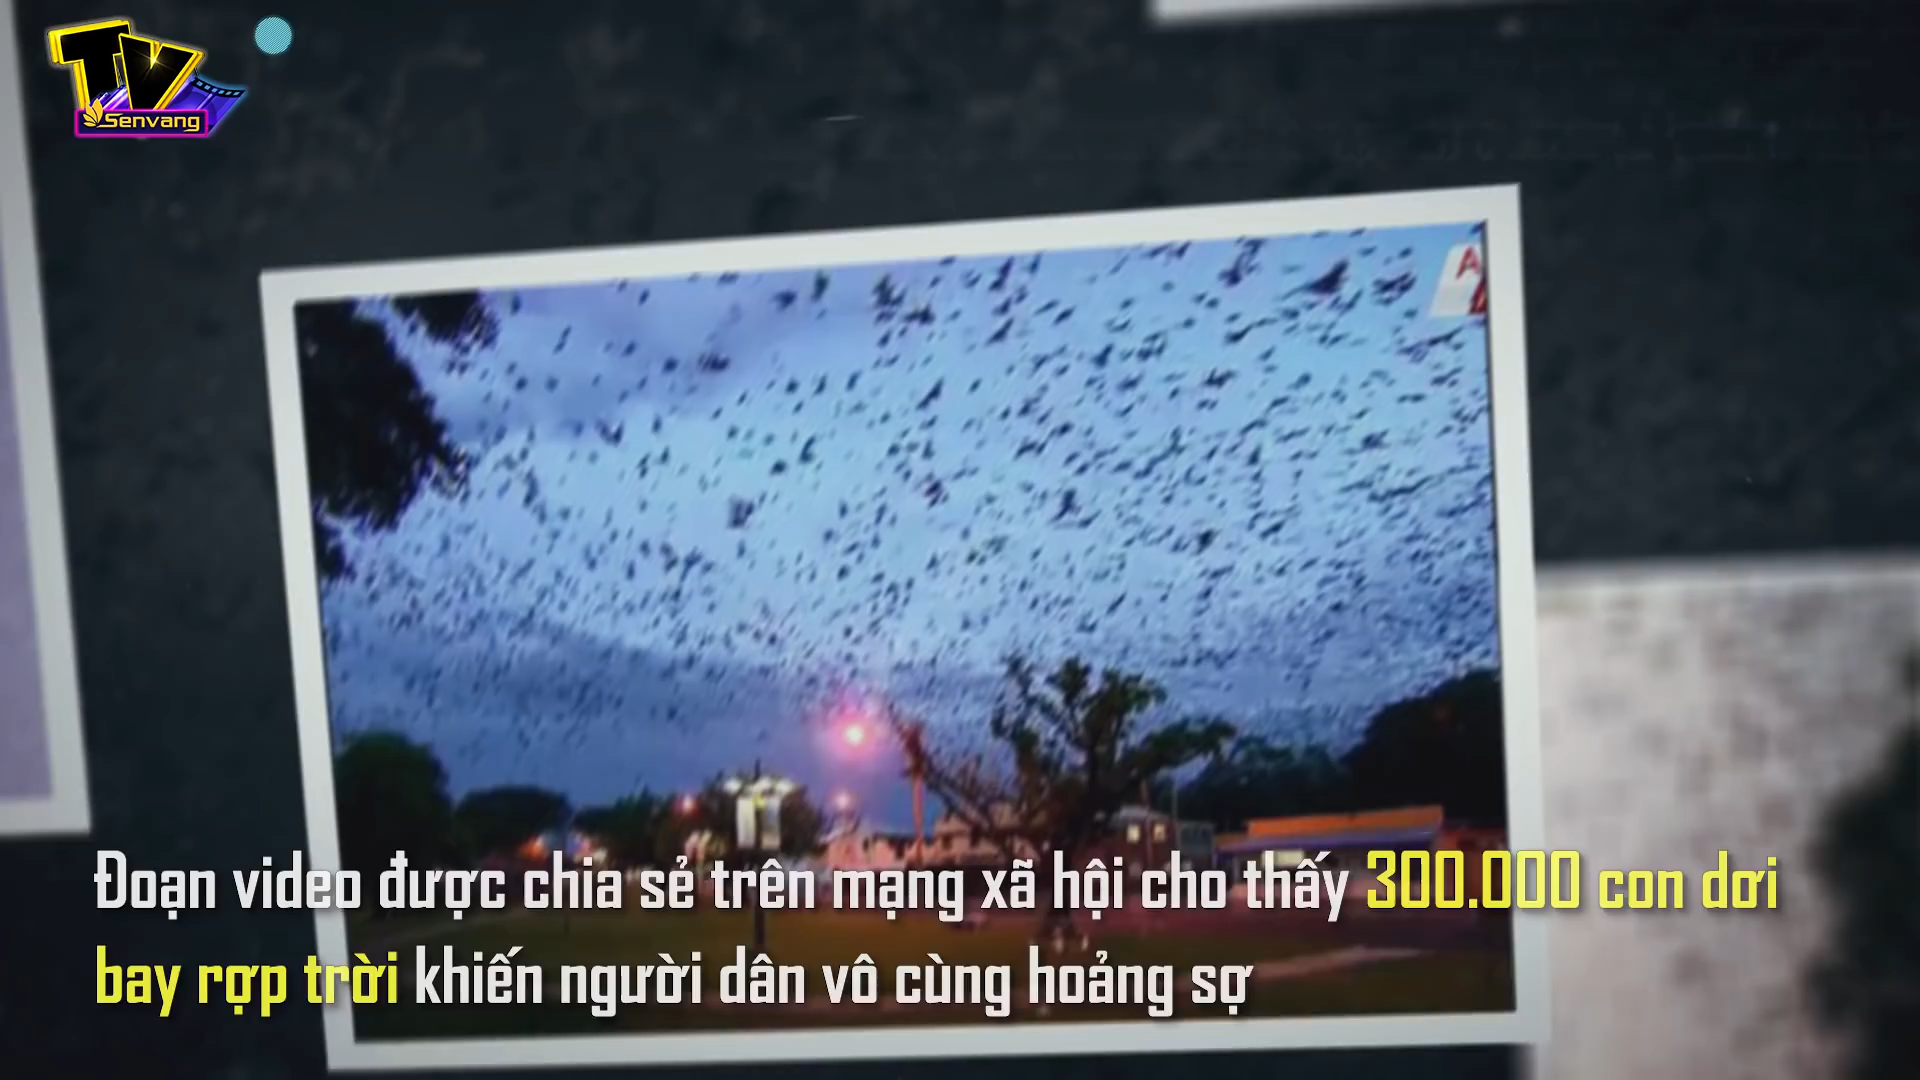 TV
Senvang
A
Đoạn video được chia sẻ trên mạng xã hội cho thấy 300.000 con dơi
bay rợp trời khiến người dân vô cùng hoảng sợ